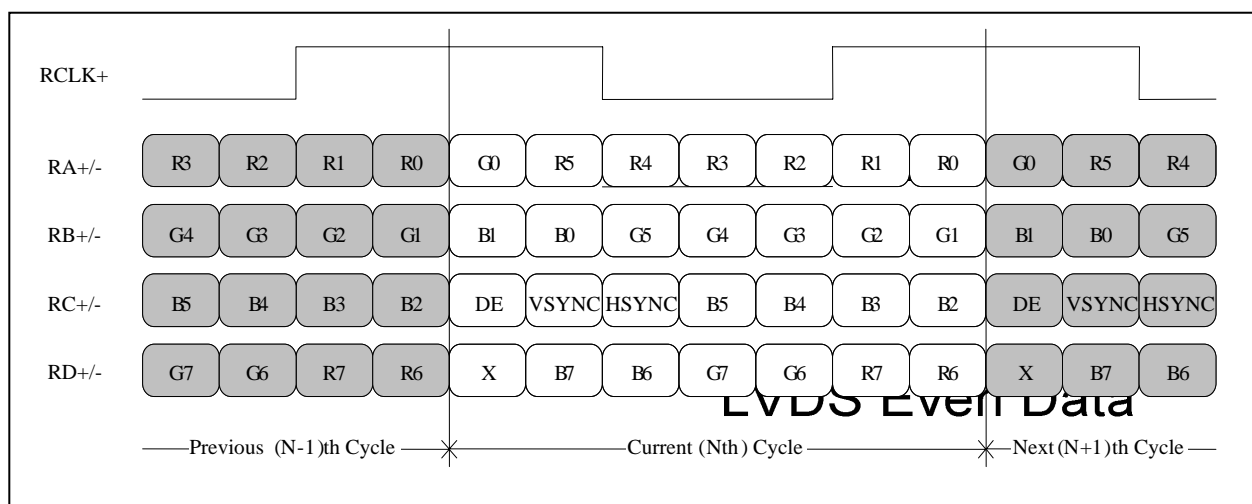 RCLK+
RA+/- R3 R2 R1 R0 G0 R5 R4 R3 R2 R1 R0 G0 R5 R4
RB+/- G4 G3 G2 G1 B1 B0 G5 G4 G3 G2 G1 B1 B0 G5
RC+/- B5 B4 B3 B2 DE VSYNC HSYNC B5 B4 B3 B2 DE VSYNC HSYNC
RD+/- G7 G6 R7 R6 X B7 B6 G7 G6 R7 R6 X B7 B6
LVDS Even Data
Previous (N-1)th Cycle Current (Nth) Cycle Next (N+1)th Cycle